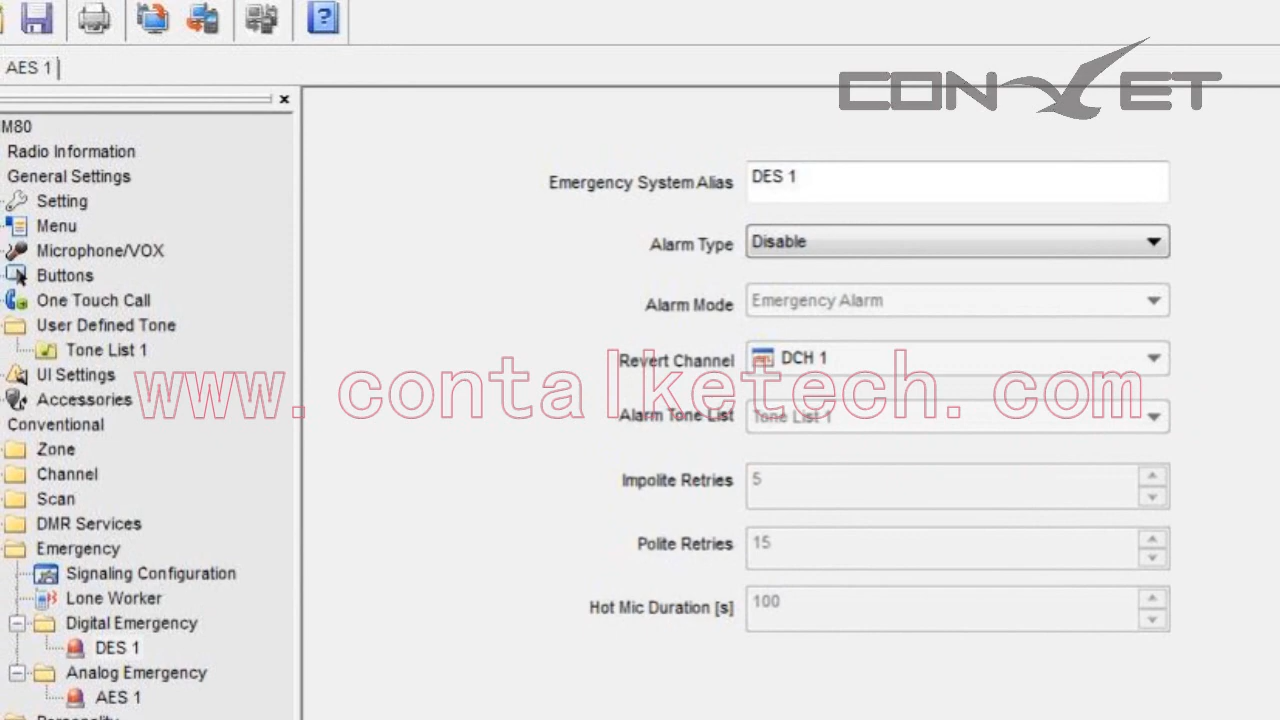 AES 1
CONVET
M80
Radio Information
General Settings
Setting
Menu
Microphone/VOX
Buttons
One Touch Call
User Defined Tone
Tone List 1
UI Settings
Accessories
Conventional
Zone
Channel
Scan
DMR Services
Emergency
Signaling Configuration
Lone Worker
Digital Emergency
DES 1
Analog Emergency
AES 1
Personality
Emergency System Alias DES 1
Alarm Type Disable
Alarm Mode Emergency Alarm
Revert Channel DCH 1
www.contalketech.com
Alarm Tone List Tone List 1
Impolite Retries 5
Polite Retries 15
Hot Mic Duration [s] 100